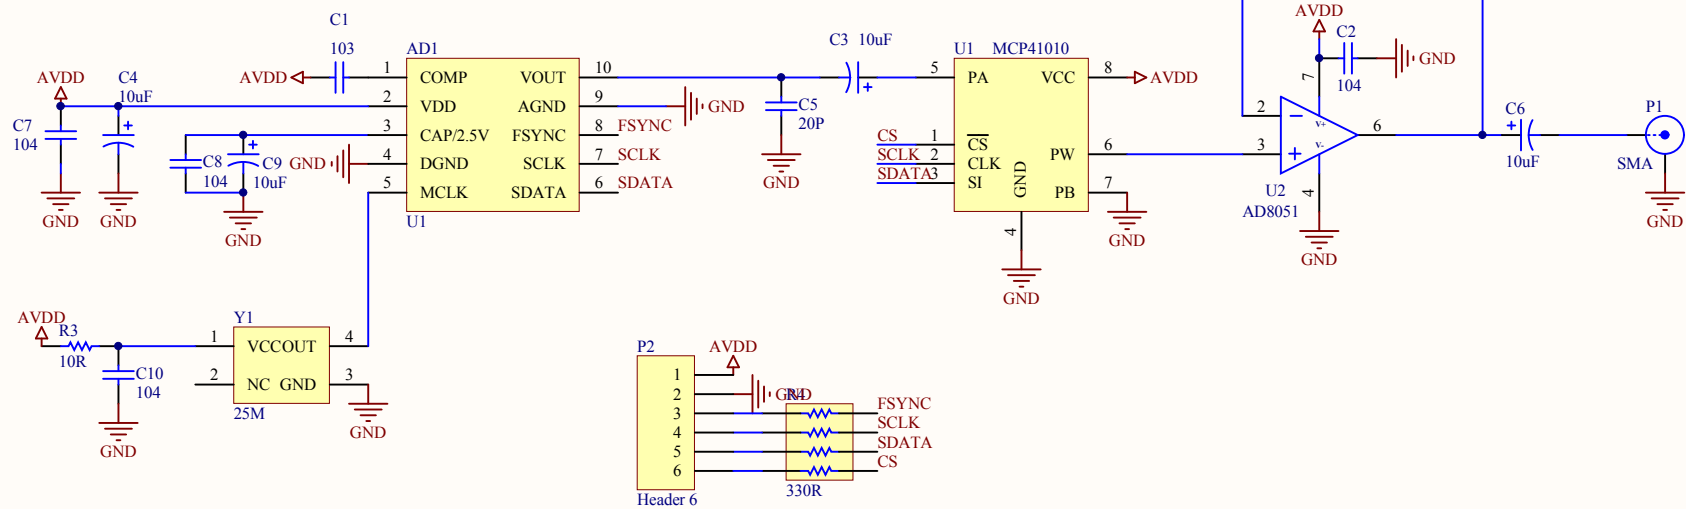 C1
103
AVDD
AD1
1 COMP VOUT 10
2 VDD AGND 9
3 CAP/2.5V FSYNC 8
4 DGND SCLK 7
5 MCLK SDATA 6
U1
AVDD
C4
10uF
C7
104
GND
GND
C8
104
C9
10uF
GND
GND
GND
FSYNC
SCLK
SDATA
C5
20P
GND
C3 10uF
U1 MCP41010
5 PA VCC 8
AVDD
CS 1 CS
SCLK 2 CLK
SDATA 3 SI
PW 6
PB 7
GND
4
GND
GND
AVDD
C2
104
GND
7
2
3
V+
V-
6
4
U2
AD8051
GND
C6
10uF
P1
SMA
GND
AVDD
R3
10R
C10
104
GND
Y1
1 VCC OUT 4
2 NC GND 3
25M
GND
P2
AVDD
1
2
GND
R4
3 FSYNC
4 SCLK
5 SDATA
6 CS
Header 6
330R